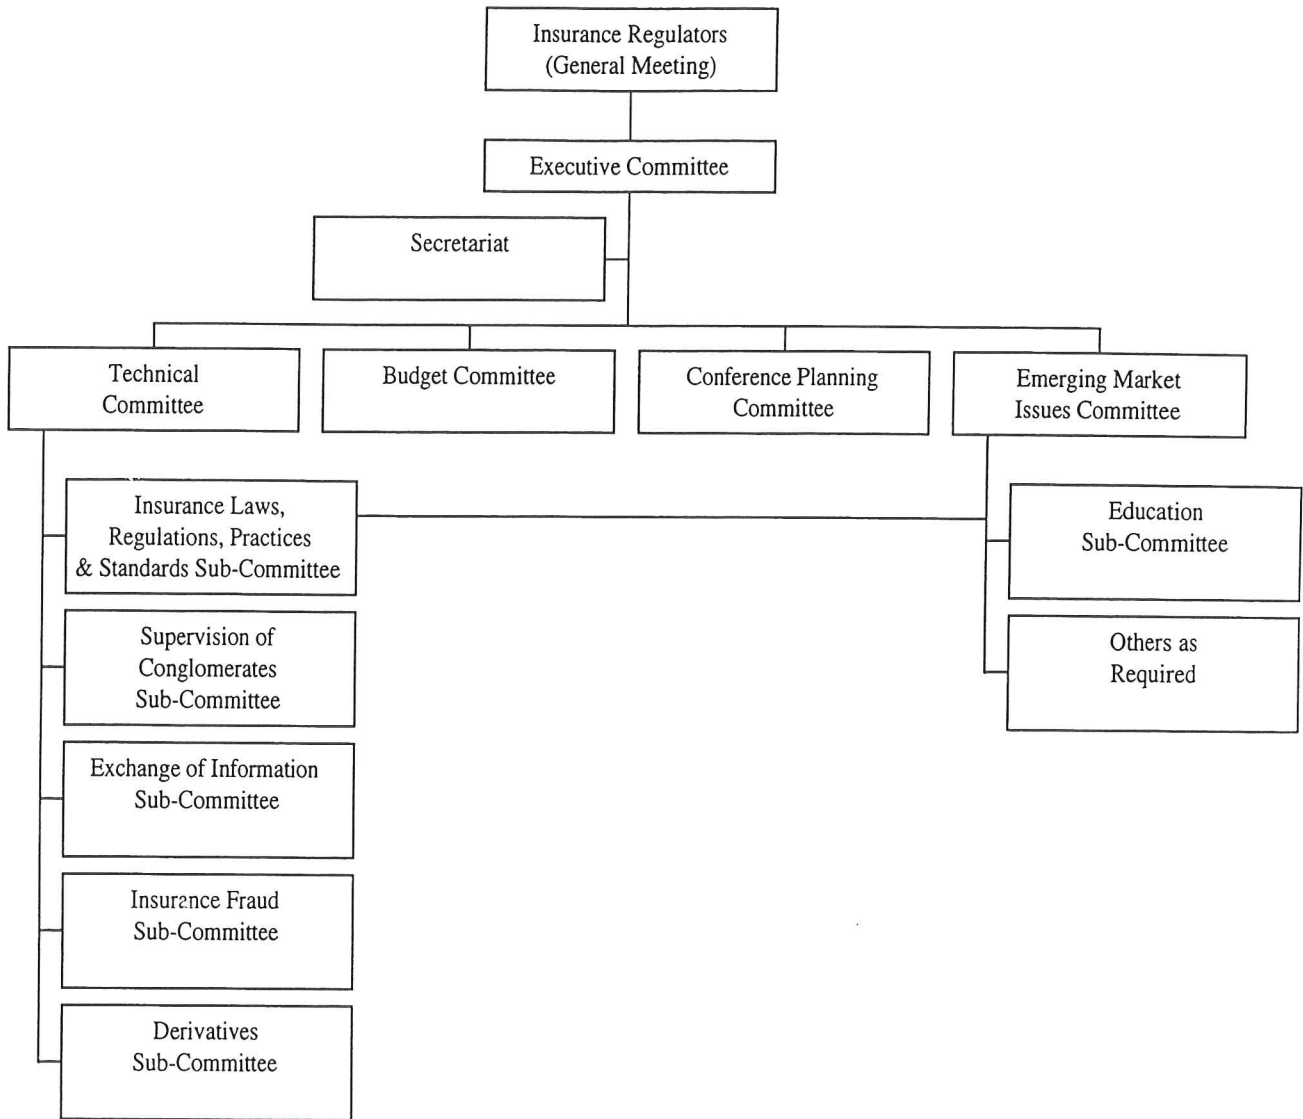 Insurance Regulators
(General Meeting)
Executive Committee
Secretariat
Technical
Committee
Budget Committee
Conference Planning
Committee
Emerging Market
Issues Committee
Insurance Laws,
Regulations, Practices
& Standards Sub-Committee
Education
Sub-Committee
Supervision of
Conglomerates
Sub-Committee
Others as
Required
Exchange of Information
Sub-Committee
Insurance Fraud
Sub-Committee
Derivatives
Sub-Committee